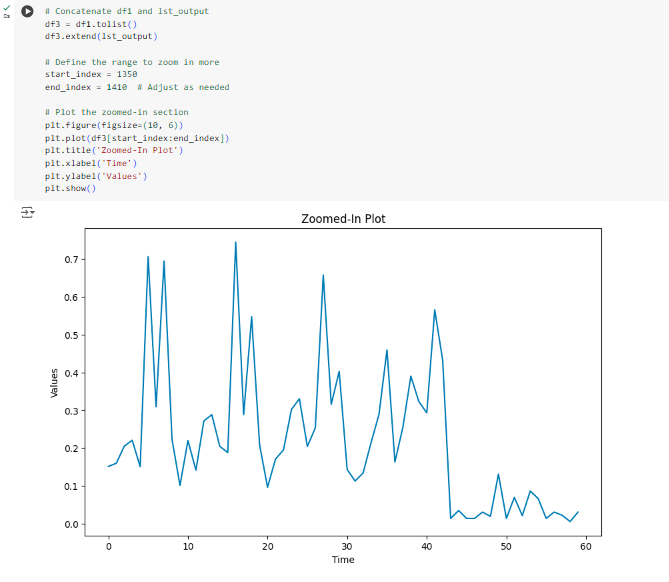 # Concatenate df1 and lst_output
df3 = df1.tolist()
df3.extend(lst_output)
# Define the range to zoom in more
start_index = 1350
end_index = 1410  # Adjust as needed
# Plot the zoomed-in section
plt.figure(figsize=(10, 6))
plt.plot(df3[start_index:end_index])
plt.title('Zoomed-In Plot')
plt.xlabel('Time')
plt.ylabel('Values')
plt.show()
0s
Zoomed-In Plot
0.7
0.6
0.5
0.4
0.3
0.2
0.1
0.0
Values
0 10 20 30 40 50 60
Time